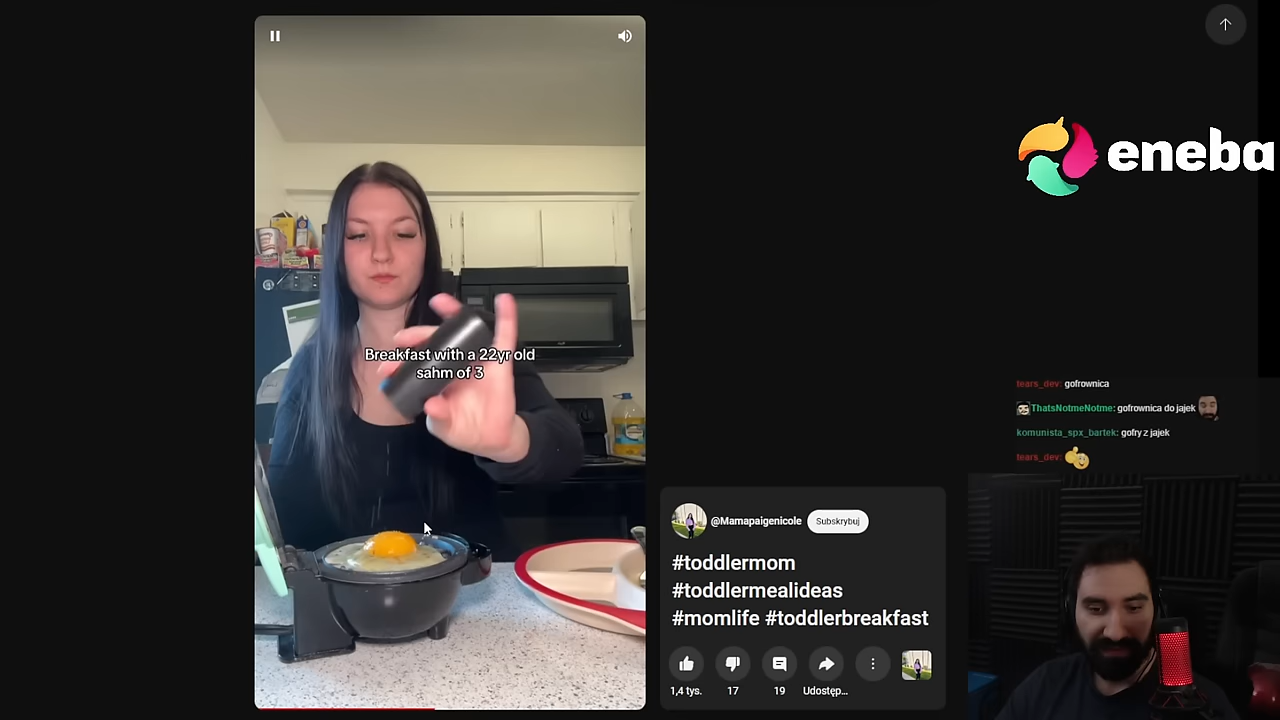 eneba
Breakfast with a 22yr old
sahm of 3
tears_dev: gofrownica
ThatsNotmeNotme: gofrownica do jajek
komunista_spx_bartek: gofry z jajek
tears_dev:
@Mamapaigenicole
Subskrybuj
#toddlermom
#toddlermealideas
#momlife #toddlerbreakfast
1,4 tys.
17
19
Udostęp...